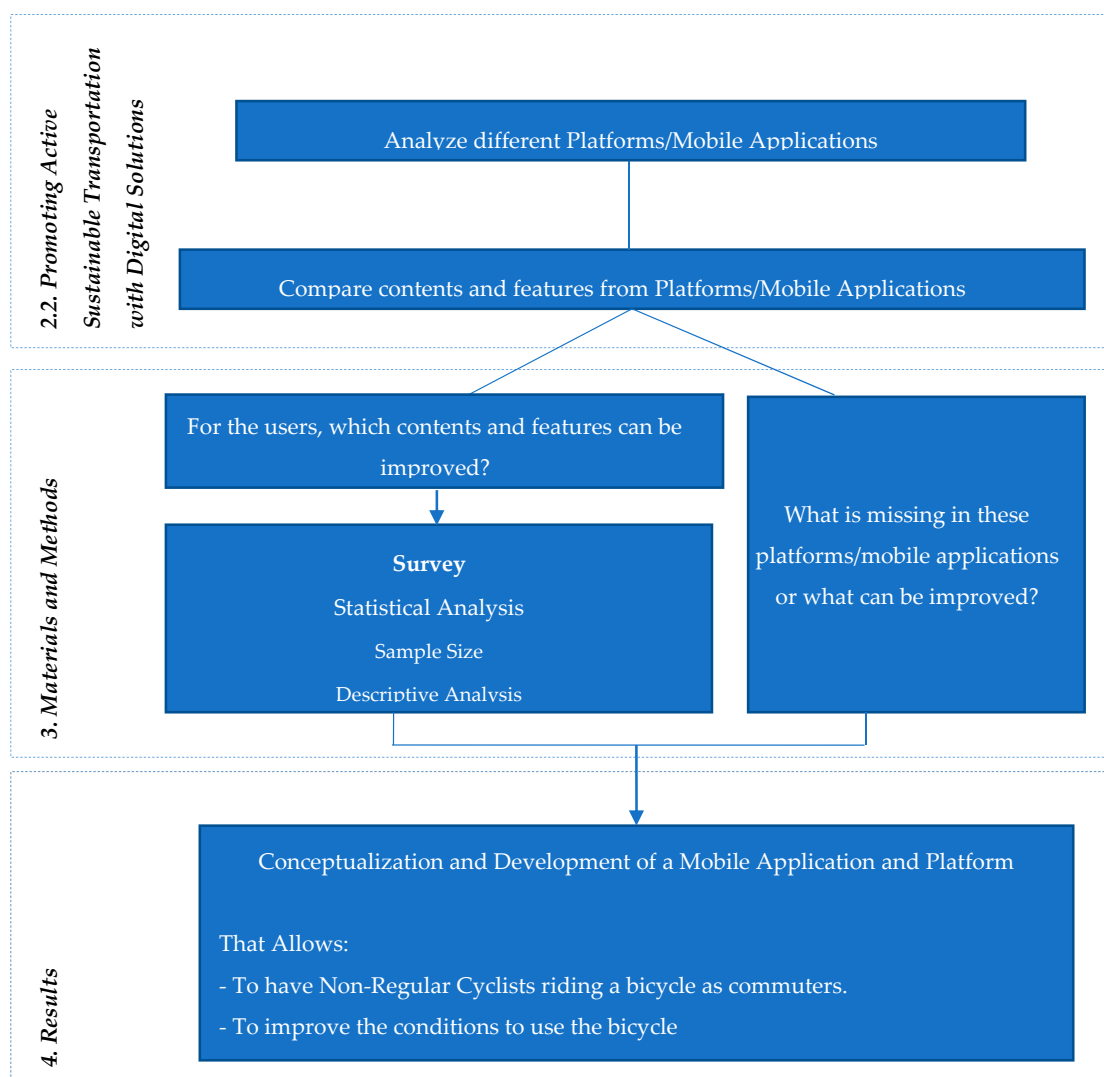 2.2. Promoting Active
Sustainable Transportation
with Digital Solutions
Analyze different Platforms/Mobile Applications
Compare contents and features from Platforms/Mobile Applications
3. Materials and Methods
For the users, which contents and features can be
improved?
Survey
Statistical Analysis
Sample Size
Descriptive Analysis
What is missing in these
platforms/mobile applications
or what can be improved?
4. Results
Conceptualization and Development of a Mobile Application and Platform
That Allows:
- To have Non-Regular Cyclists riding a bicycle as commuters.
- To improve the conditions to use the bicycle